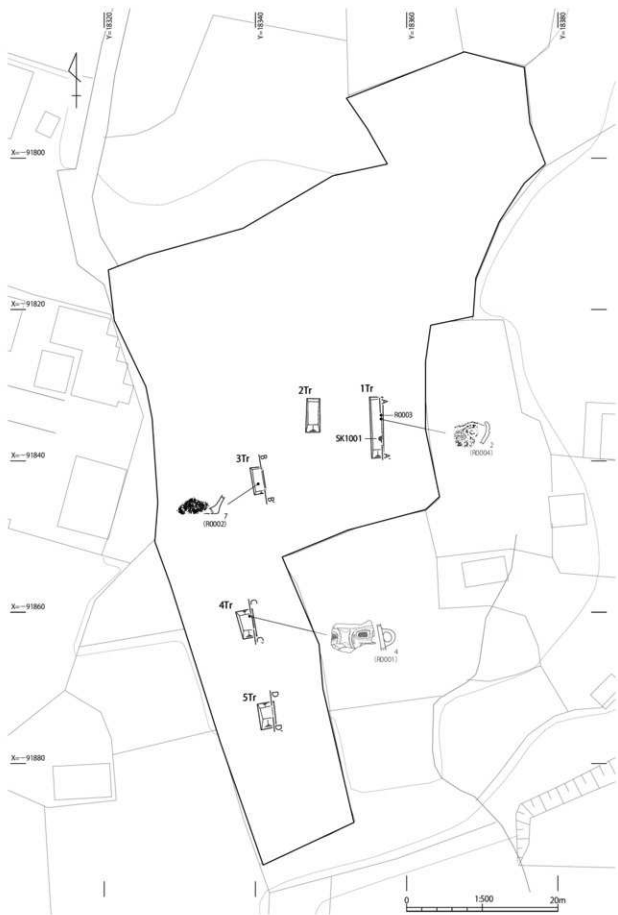 Y=18320
Y=18340
Y=18360
Y=18380
X=-91800
X=-91820
2Tr
1Tr
A
R0003
SK1001
2
(R0004)
A'
X=-91840
3Tr
B
B'
7
(R0002)
X=-91860
4Tr
C
C'
4
(R0001)
5Tr
D
D'
X=-91880
0
1:500
20m